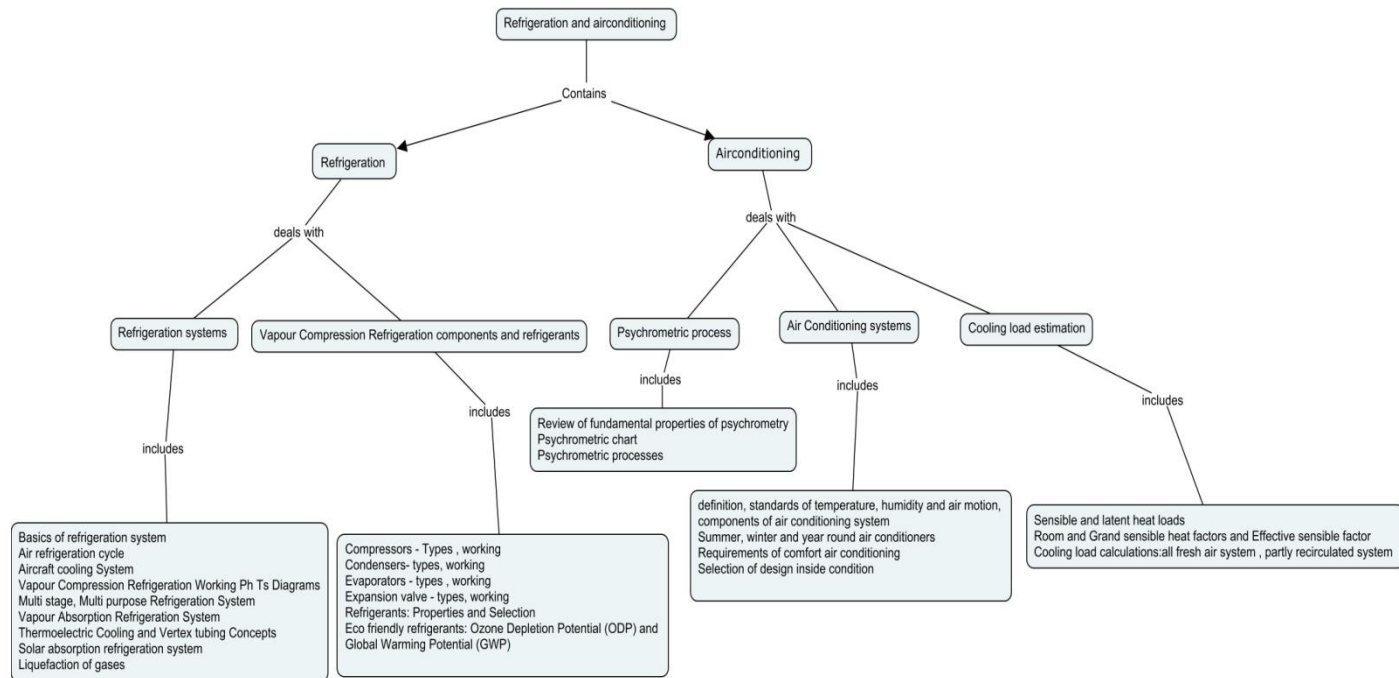 Refrigeration and airconditioning
Contains
Refrigeration
Airconditioning
deals with
deals with
Refrigeration systems
Vapour Compression Refrigeration components and refrigerants
Psychrometric process
Air Conditioning systems
Cooling load estimation
includes
includes
includes
includes
includes
Basics of refrigeration system
Air refrigeration cycle
Aircraft cooling System
Vapour Compression Refrigeration Working Ph Ts Diagrams
Multi stage, Multi purpose Refrigeration System
Vapour Absorption Refrigeration System
Thermoelectric Cooling and Vertex tubing Concepts
Solar absorption refrigeration system
Liquefaction of gases
Compressors - Types , working
Condensers- types, working
Evaporators - types , working
Expansion valve - types, working
Refrigerants: Properties and Selection
Eco friendly refrigerants: Ozone Depletion Potential (ODP) and
Global Warming Potential (GWP)
Review of fundamental properties of psychrometry
Psychrometric chart
Psychrometric processes
definition, standards of temperature, humidity and air motion,
components of air conditioning system
Summer, winter and year round air conditioners
Requirements of comfort air conditioning
Selection of design inside condition
Sensible and latent heat loads
Room and Grand sensible heat factors and Effective sensible factor
Cooling load calculations:all fresh air system , partly recirculated system